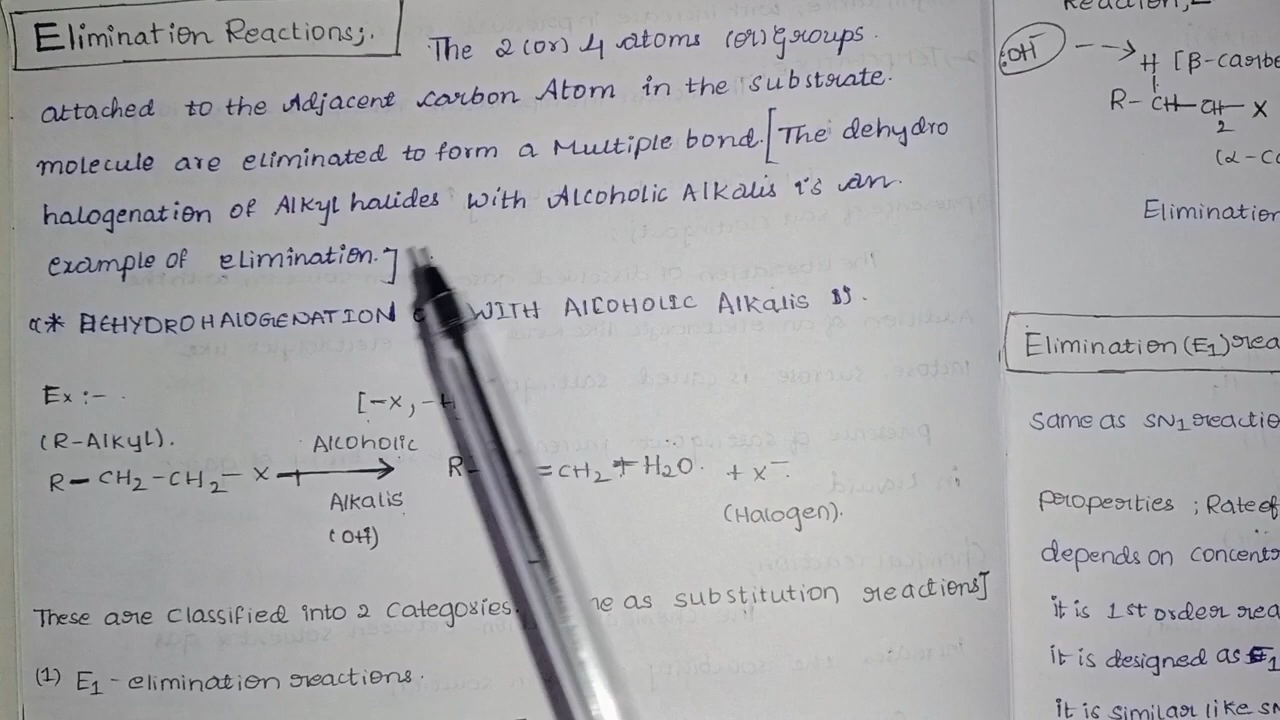 Elimination Reactions;. The 2 (or) 4 atoms (or) Groups.
attached to the Adjacent carbon Atom in the substrate.
molecule are eliminated to form a Multiple bond. [The dehydro
halogenation of Alkyl halides with Alcoholic Alkalis is an.
example of elimination.]
(* DEHYDROHALOGENATION WITH AlCOHOLIC Alkalis
Ex :-
(R-Alkyl). [-x, -H
Alcoholic
R-CH2-CH2-X + → R- =CH2 + H2O. + X-.
Alkalis
(OH)
(Halogen).
These are classified into 2 categories. as substitution reactions]
(1) E1 - elimination reactions.
Reaction,
:OH- --→ H [β-carbo
R-CH-CH2-X
(α-Ca
Elimination
Elimination (E1) rea
same as SN1 reactio
properties ; Rate of
depends on concent
it is 1st order rea
it is designed as E1
it is similar like SN